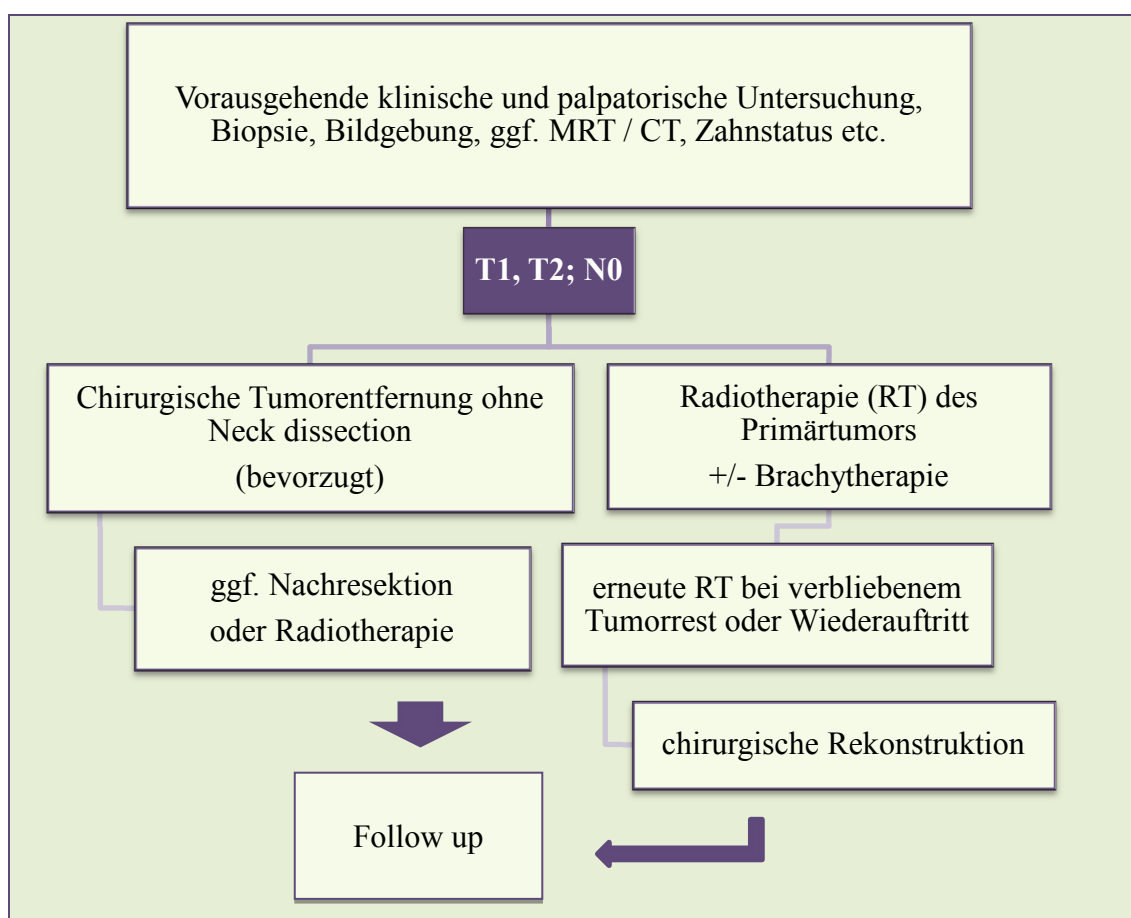 Vorausgehende klinische und palpatorische Untersuchung,
Biopsie, Bildgebung, ggf. MRT / CT, Zahnstatus etc.
T1, T2; N0
Chirurgische Tumorentfernung ohne
Neck dissection
(bevorzugt)
Radiotherapie (RT) des
Primärtumors
+/- Brachytherapie
ggf. Nachresektion
oder Radiotherapie
erneute RT bei verbliebenem
Tumorrest oder Wiederauftritt
chirurgische Rekonstruktion
Follow up